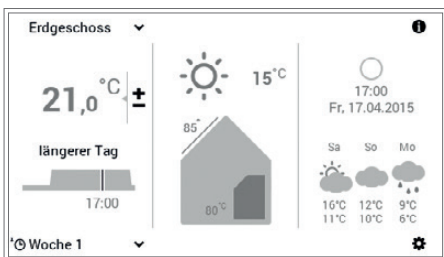 Erdgeschoss
21,0 °C ±
längerer Tag
17:00
Woche 1
15°C
85°
17:00
Fr, 17.04.2015
Sa So Mo
16°C 12°C 9°C
11°C 10°C 6°C